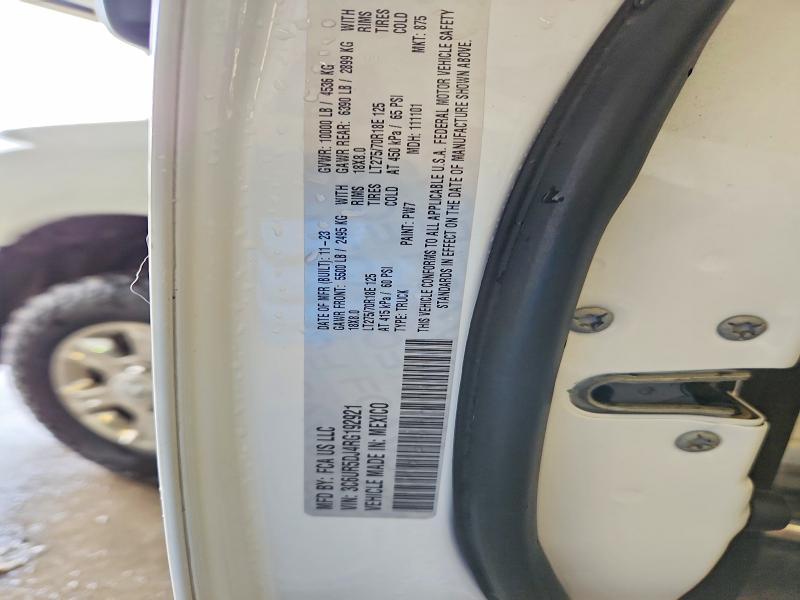 MFD BY: FCA US LLC
DATE OF MFR (BUILT): 11-23
GVWR: 10000 LB / 4536 KG
VIN: 3C6UR5DJ4RG192921
GAWR FRONT: 5500 LB / 2495 KG WITH
GAWR REAR: 6390 LB / 2899 KG WITH
VEHICLE MADE IN: MEXICO
18X8.0 RIMS
18X8.0 RIMS
LT275/70R18E 125 TIRES
LT275/70R18E 125 TIRES
AT 415 kPa / 60 PSI COLD
AT 450 kPa / 65 PSI COLD
TYPE: TRUCK PAINT: PW7 MDH: 111101 MKT: 875
THIS VEHICLE CONFORMS TO ALL APPLICABLE U.S.A. FEDERAL MOTOR VEHICLE SAFETY
STANDARDS IN EFFECT ON THE DATE OF MANUFACTURE SHOWN ABOVE.